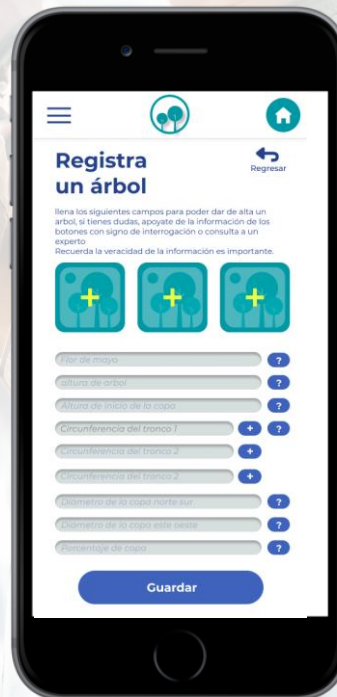 Registra
un árbol
Regresar
llena los siguientes campos para poder dar de alta un
arbol, si tienes dudas, apoyate de la información de los
botones con signo de interrogación o consulta a un
experto
Recuerda la veracidad de la información es importante.
+ + +
Flor de mayo ?
altura de arbol ?
Altura de inicio de la copa ?
Circunferencia del tronco 1 + ?
Circunferencia del tronco 2 +
Circunferencia del tronco 2 +
Diámetro de la copa norte sur ?
Diámetro de la copa este oeste ?
Porcentaje de copa ?
Guardar